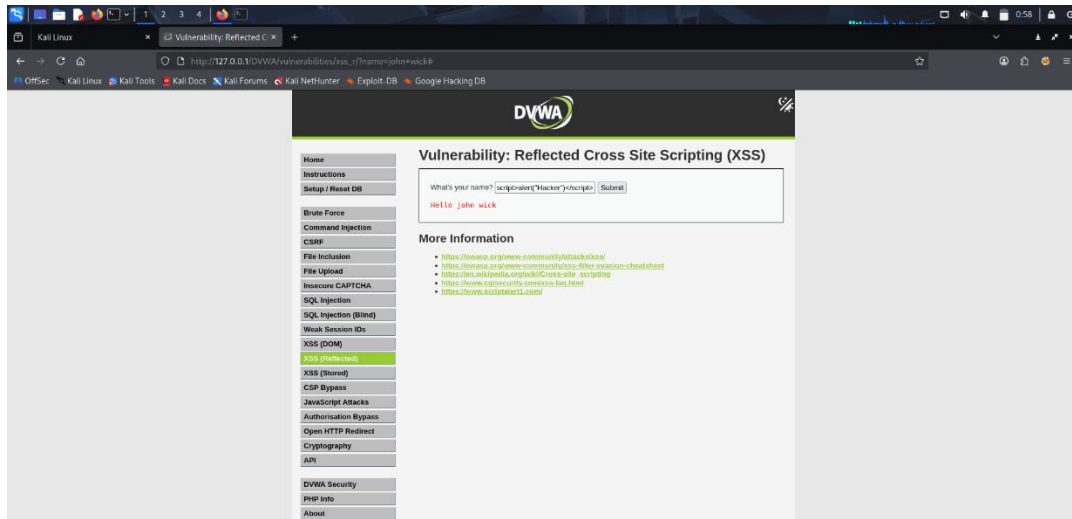 1 2 3 4
0:58
Kali Linux × Vulnerability: Reflected C × +
http://127.0.0.1/DVWA/vulnerabilities/xss_r/?name=john+wick#
OffSec Kali Linux Kali Tools Kali Docs Kali Forums Kali NetHunter Exploit-DB Google Hacking DB
DVWA
Vulnerability: Reflected Cross Site Scripting (XSS)
Home
Instructions
Setup / Reset DB
Brute Force
Command Injection
CSRF
File Inclusion
File Upload
Insecure CAPTCHA
SQL Injection
SQL Injection (Blind)
Weak Session IDs
XSS (DOM)
XSS (Reflected)
XSS (Stored)
CSP Bypass
JavaScript Attacks
Authorisation Bypass
Open HTTP Redirect
Cryptography
API
DVWA Security
PHP Info
About
What's your name? script>alert("Hacker")</script> Submit
Hello john wick
More Information
https://owasp.org/www-community/attacks/xss/
https://owasp.org/www-community/xss-filter-evasion-cheatsheet
https://en.wikipedia.org/wiki/Cross-site_scripting
https://www.cgisecurity.com/xss-faq.html
https://www.scriptalert1.com/